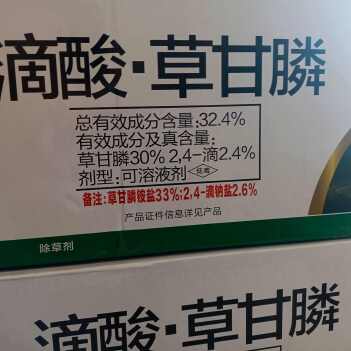 滴酸·草甘膦
总有效成分含量:32.4%
有效成分及真含量:
草甘膦30% 2,4-滴2.4%
剂型:可溶液剂 低毒
备注:草甘膦铵盐33%;2,4-滴钠盐2.6%
产品证件信息详见产品
除草剂
滴酸·草甘膦